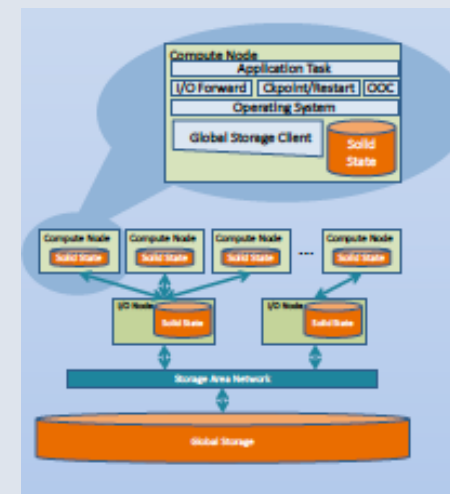 Compute Node
Application Task
I/O Forward Ckpoint/Restart OOC
Operating System
Global Storage Client
Solid
State
Compute Node Compute Node Compute Node Compute Node
Solid State Solid State Solid State ... Solid State
I/O Node I/O Node
Solid State Solid State
Storage Area Network
Global Storage